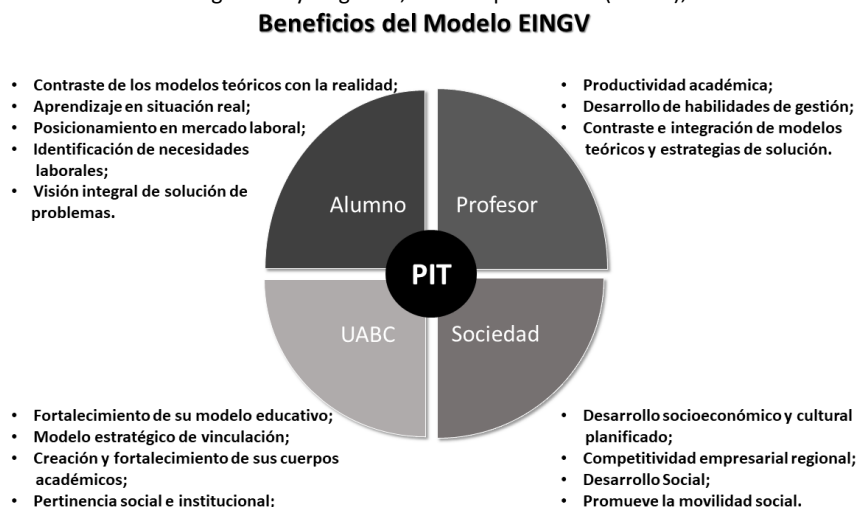 Beneficios del Modelo EINGV
• Contraste de los modelos teóricos con la realidad;
• Aprendizaje en situación real;
• Posicionamiento en mercado laboral;
• Identificación de necesidades
laborales;
• Visión integral de solución de
problemas.
• Productividad académica;
• Desarrollo de habilidades de gestión;
• Contraste e integración de modelos
teóricos y estrategias de solución.
Alumno
Profesor
PIT
UABC
Sociedad
• Fortalecimiento de su modelo educativo;
• Modelo estratégico de vinculación;
• Creación y fortalecimiento de sus cuerpos
académicos;
• Pertinencia social e institucional;
• Desarrollo socioeconómico y cultural
planificado;
• Competitividad empresarial regional;
• Desarrollo Social;
• Promueve la movilidad social.